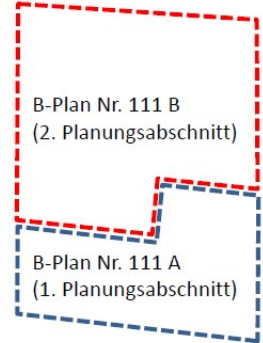 B-Plan Nr. 111 B
(2. Planungsabschnitt)
B-Plan Nr. 111 A
(1. Planungsabschnitt)